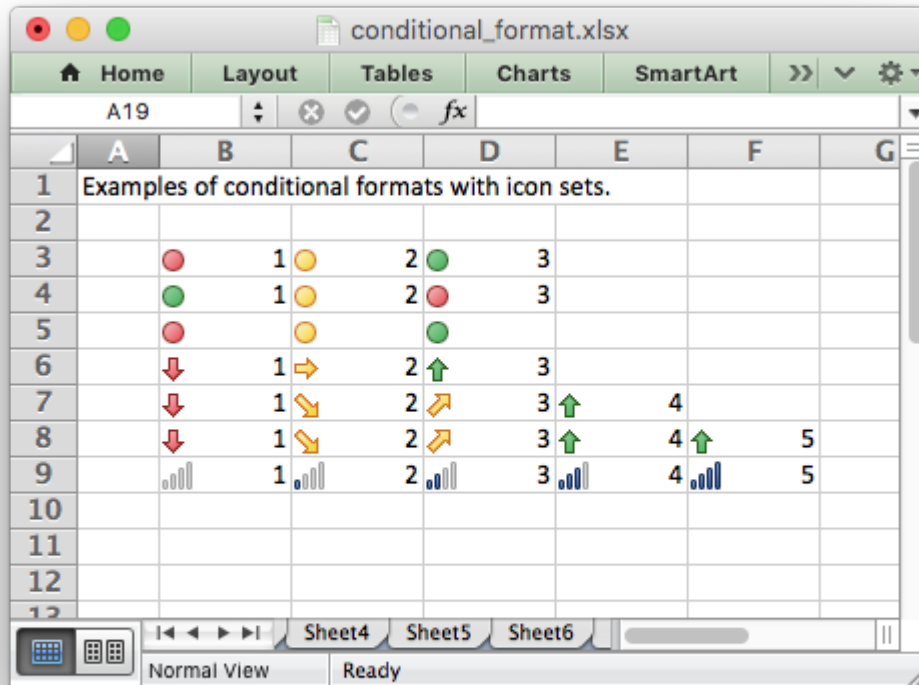 conditional_format.xlsx
Home Layout Tables Charts SmartArt
A19 fx
A B C D E F G
1 Examples of conditional formats with icon sets.
2
3 1 2 3
4 1 2 3
5
6 1 2 3
7 1 2 3 4
8 1 2 3 4 5
9 1 2 3 4 5
10
11
12
13
Sheet4 Sheet5 Sheet6
Normal View Ready